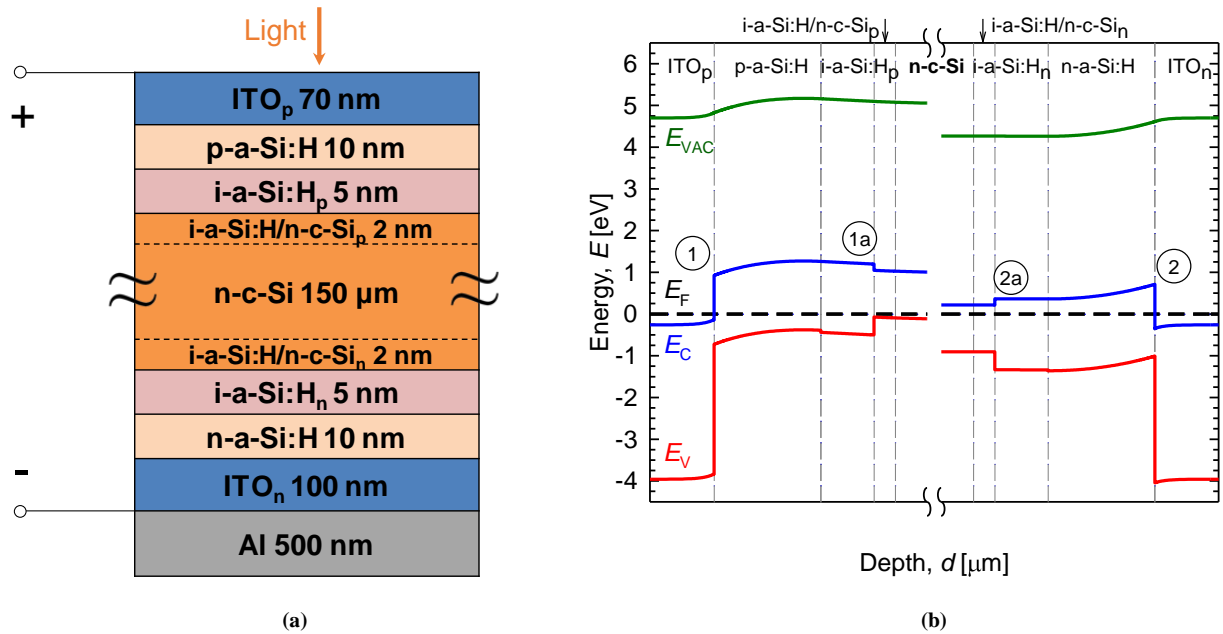 Light
+
-
ITOp 70 nm
p-a-Si:H 10 nm
i-a-Si:Hp 5 nm
i-a-Si:H/n-c-Sip 2 nm
n-c-Si 150 µm
i-a-Si:H/n-c-Sin 2 nm
i-a-Si:Hn 5 nm
n-a-Si:H 10 nm
ITOn 100 nm
Al 500 nm
(a)
i-a-Si:H/n-c-Sip
i-a-Si:H/n-c-Sin
ITOp p-a-Si:H i-a-Si:Hp n-c-Si i-a-Si:Hn n-a-Si:H ITOn
6
5
4
3
2
1
0
-1
-2
-3
-4
Energy, E [eV]
EVAC
1
1a
2a
2
EF
EC
EV
Depth, d [µm]
(b)